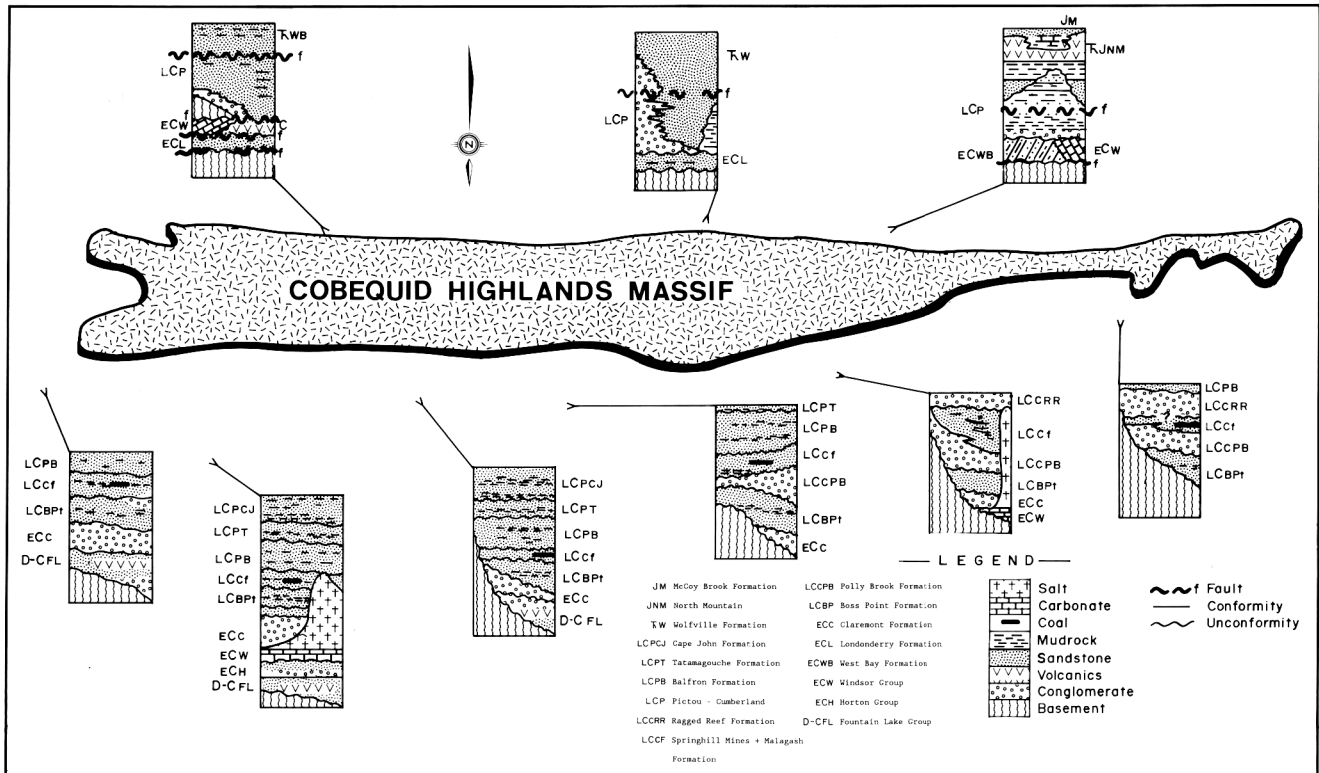 ꞘWB
f
LCP
f
ECW
C
f
ECL
f
N
ꞘW
f
LCP
ECL
JM
ꞘJNM
LCP
f
ECWB
ECW
f
COBEQUID HIGHLANDS MASSIF
LCPB
LCCf
LCBPt
ECC
D-CFL
LCPCJ
LCPT
LCPB
LCCf
LCBPt
ECC
ECW
ECH
D-CFL
LCPCJ
LCPT
LCPB
LCCf
LCBPt
ECC
D-CFL
LCPT
LCPB
LCCf
LCCPB
LCBPt
ECC
LCCRR
LCCf
LCCPB
LCBPt
ECC
ECW
LCPB
LCCRR
LCCf
LCCPB
LCBPt
LEGEND
JM McCoy Brook Formation
JNM North Mountain
ꞘW Wolfville Formation
LCPCJ Cape John Formation
LCPT Tatamagouche Formation
LCPB Balfron Formation
LCP Pictou - Cumberland
LCCRR Ragged Reef Formation
LCCF Springhill Mines + Malagash
Formation
LCCPB Polly Brook Formation
LCBP Boss Point Formation
ECC Claremont Formation
ECL Londonderry Formation
ECWB West Bay Formation
ECW Windsor Group
ECH Horton Group
D-CFL Fountain Lake Group
Salt
Carbonate
Coal
Mudrock
Sandstone
Volcanics
Conglomerate
Basement
f Fault
Conformity
Unconformity